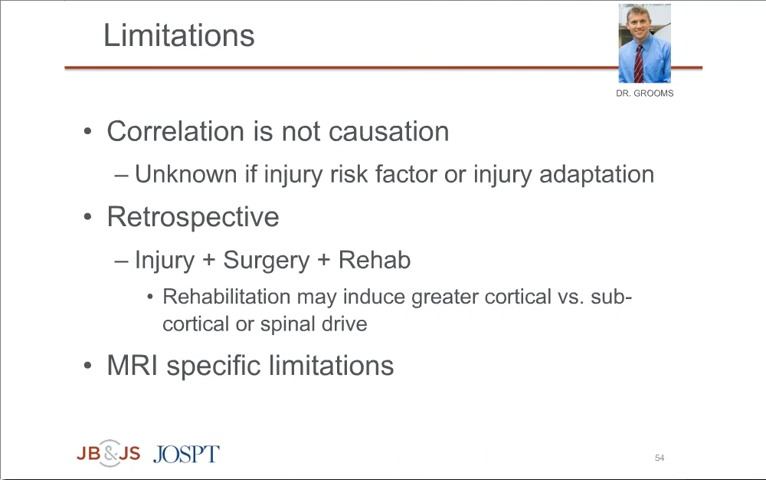 Limitations
DR. GROOMS
• Correlation is not causation
– Unknown if injury risk factor or injury adaptation
• Retrospective
– Injury + Surgery + Rehab
• Rehabilitation may induce greater cortical vs. sub-
cortical or spinal drive
• MRI specific limitations
JB&JS JOSPT
54